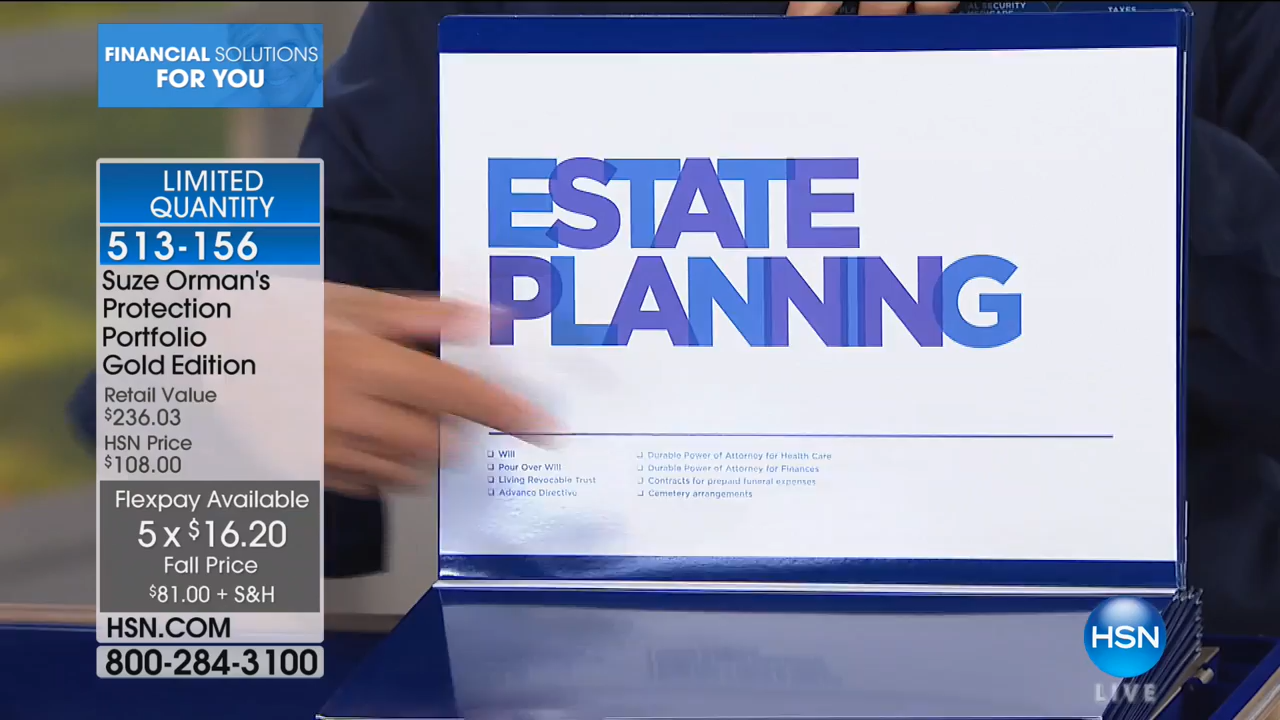 FINANCIAL SOLUTIONS
FOR YOU
LIMITED
QUANTITY
513-156
Suze Orman's
Protection
Portfolio
Gold Edition
Retail Value
$236.03
HSN Price
$108.00
Flexpay Available
5 x $16.20
Fall Price
$81.00 + S&H
HSN.COM
800-284-3100
SECURITY
TAXES
ESTATE
PLANNING
❏ Will
❏ Pour Over Will
❏ Living Revocable Trust
❏ Advance Directive
❏ Durable Power of Attorney for Health Care
❏ Durable Power of Attorney for Finances
❏ Contracts for prepaid funeral expenses
❏ Cemetery arrangements
HSN
LIVE